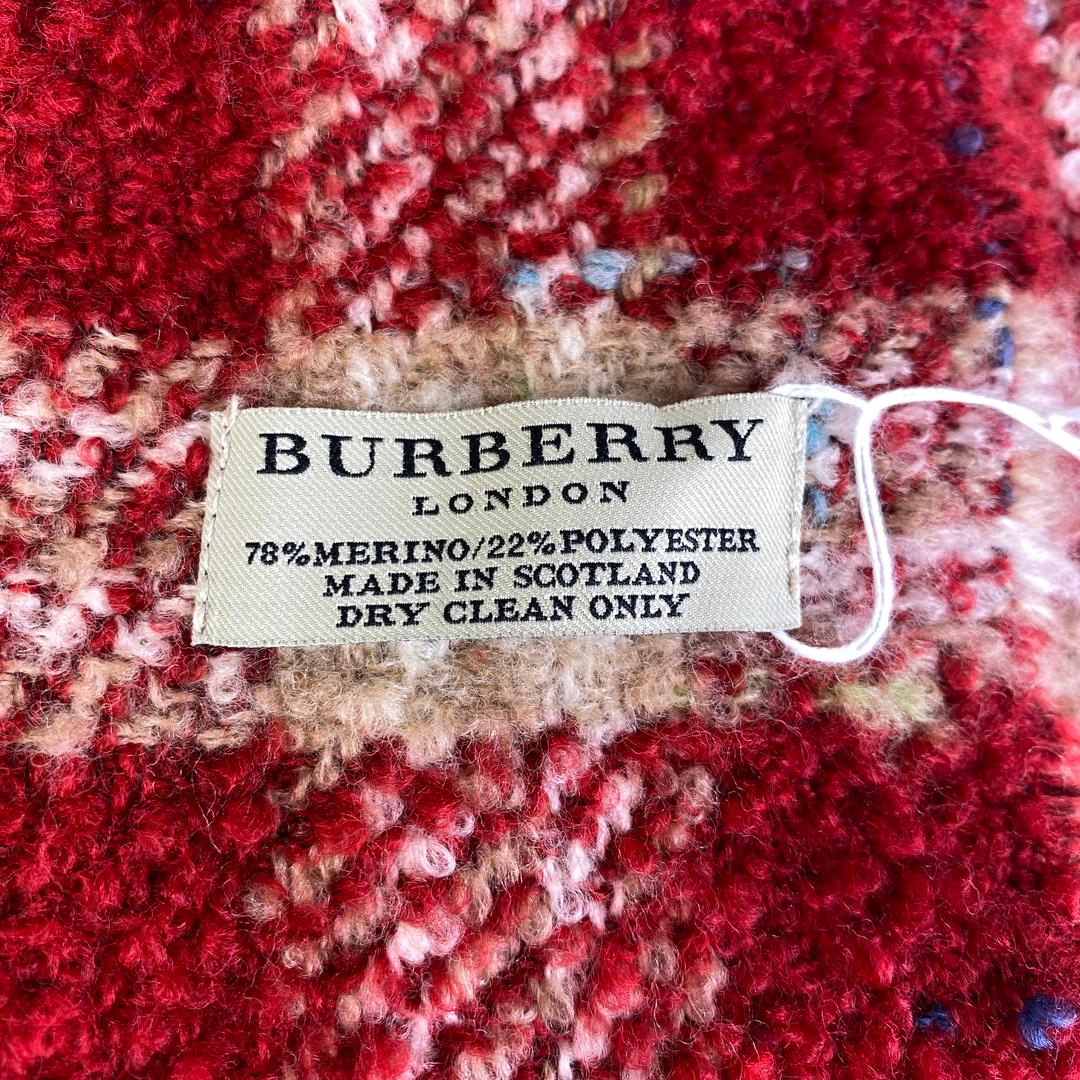 BURBERRY
LONDON
78%MERINO/22%POLYESTER
MADE IN SCOTLAND
DRY CLEAN ONLY